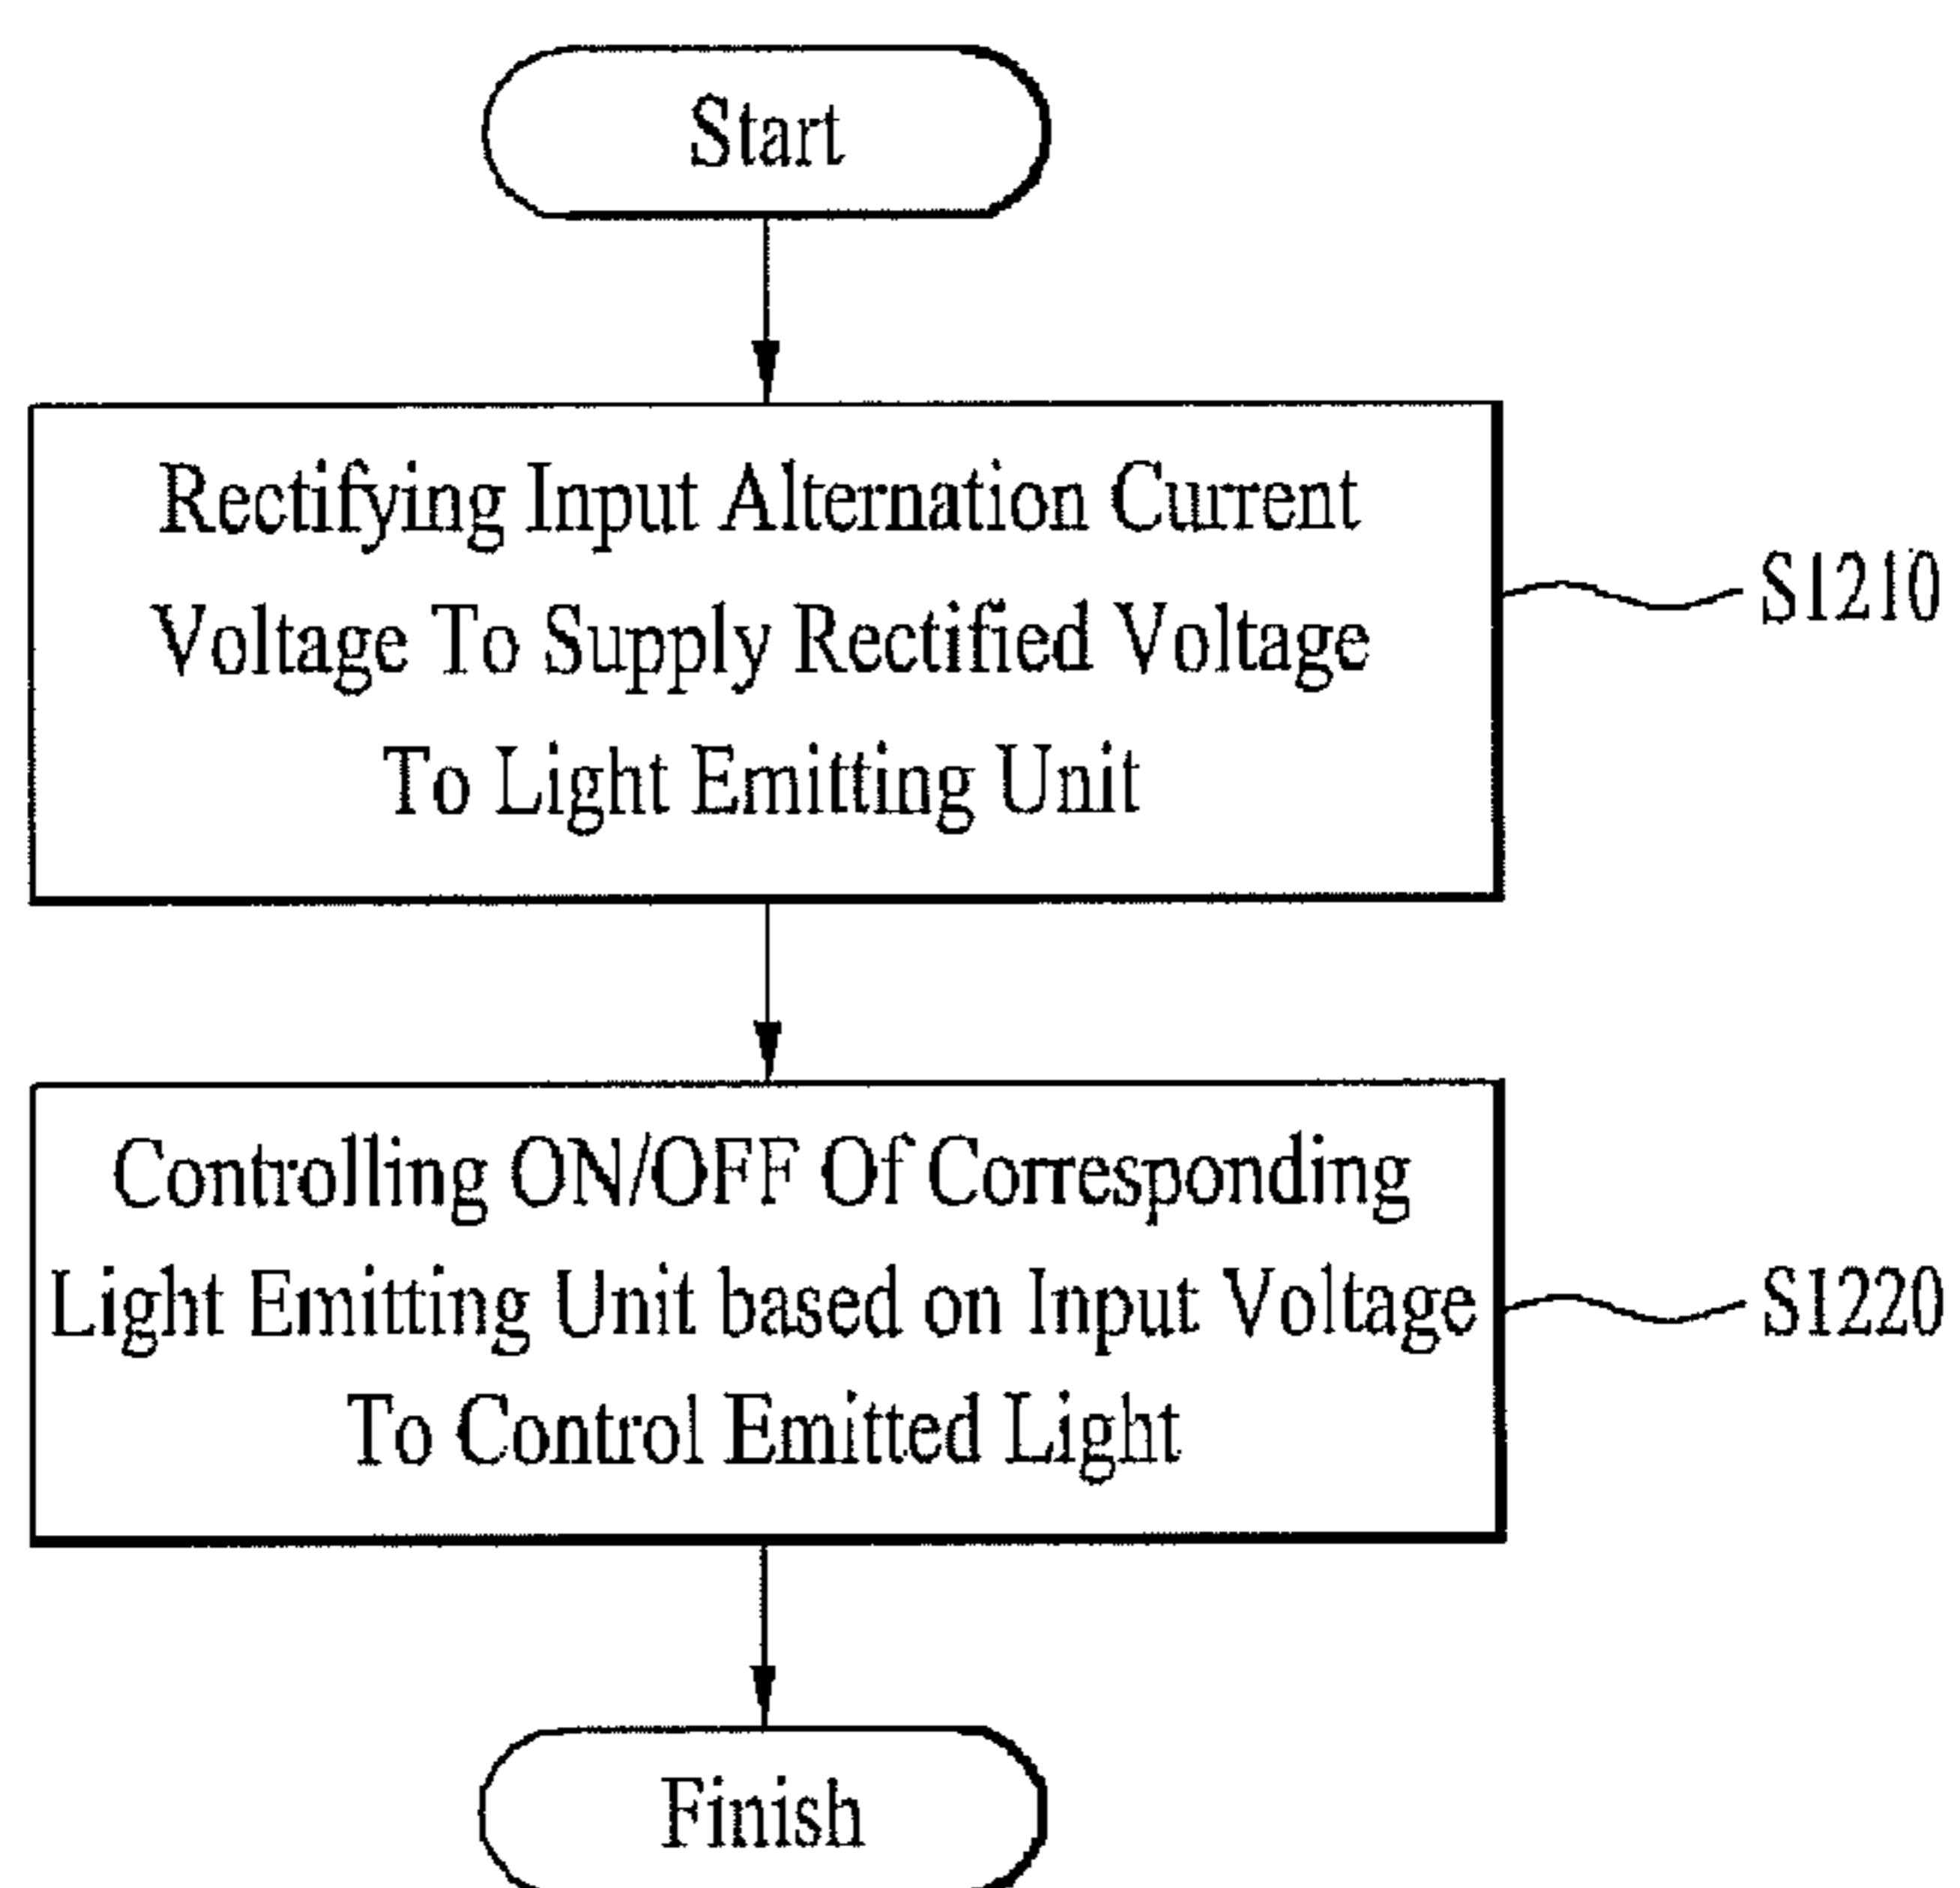 Start
Rectifying Input Alternation Current
Voltage To Supply Rectified Voltage
To Light Emitting Unit
S1210
Controlling ON/OFF Of Corresponding
Light Emitting Unit based on Input Voltage
To Control Emitted Light
S1220
Finish